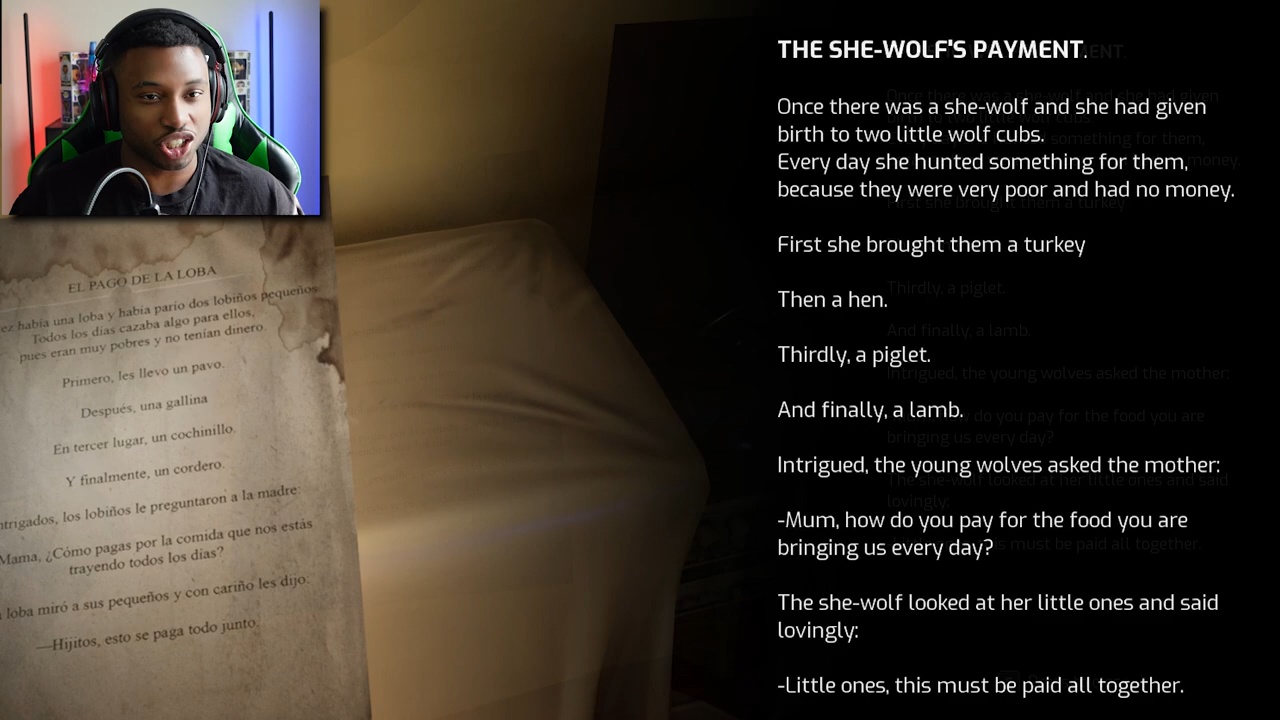 EL PAGO DE LA LOBA
ez había una loba y había pario dos lobiños pequeños
Todos los días cazaba algo para ellos,
pues eran muy pobres y no tenían dinero.
Primero, les llevo un pavo.
Después, una gallina
En tercer lugar, un cochinillo.
Y finalmente, un cordero.
ntrigados, los lobiños le preguntaron a la madre:
Mama, ¿Cómo pagas por la comida que nos estás
trayendo todos los días?
loba miró a sus pequeños y con cariño les dijo:
—Hijitos, esto se paga todo junto.
THE SHE-WOLF'S PAYMENT.
Once there was a she-wolf and she had given
birth to two little wolf cubs.
Every day she hunted something for them,
because they were very poor and had no money.
First she brought them a turkey
Then a hen.
Thirdly, a piglet.
And finally, a lamb.
Intrigued, the young wolves asked the mother:
-Mum, how do you pay for the food you are
bringing us every day?
The she-wolf looked at her little ones and said
lovingly:
-Little ones, this must be paid all together.